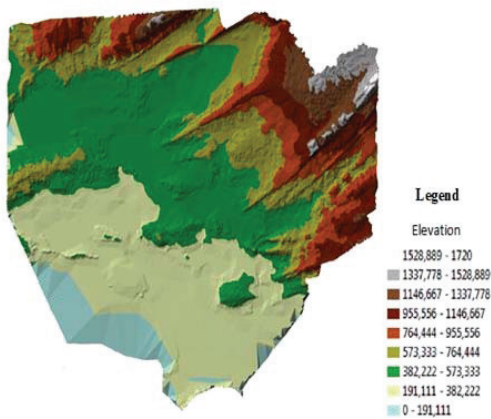 Legend
Elevation
1528,889 - 1720
1337,778 - 1528,889
1146,667 - 1337,778
955,556 - 1146,667
764,444 - 955,556
573,333 - 764,444
382,222 - 573,333
191,111 - 382,222
0 - 191,111